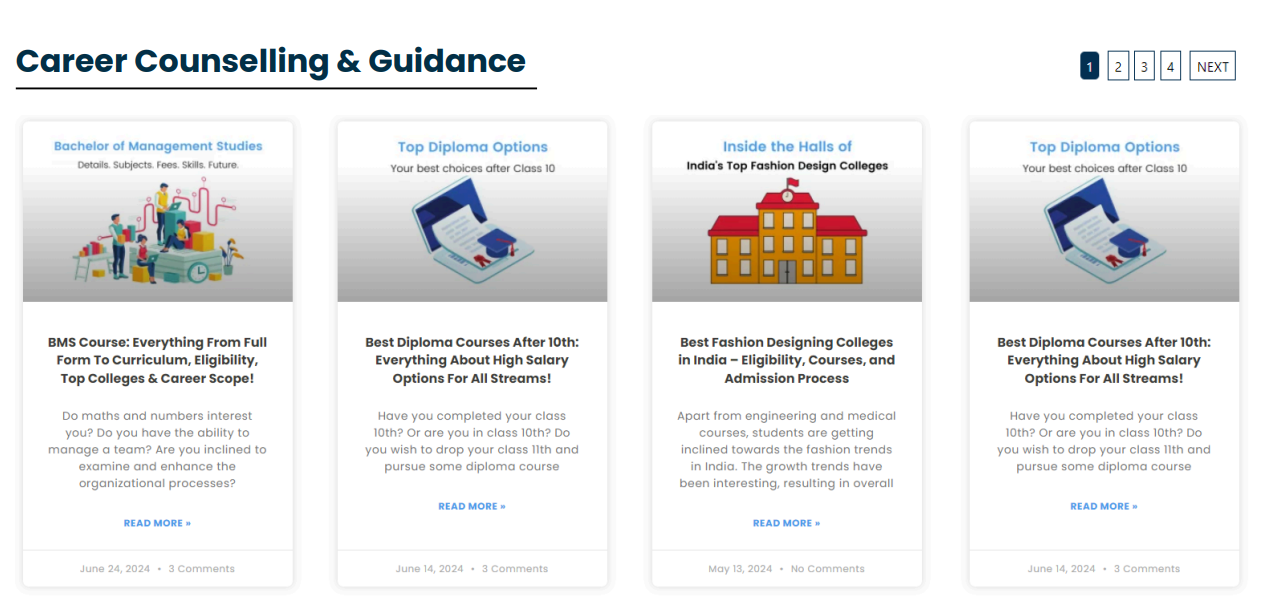 Career Counselling & Guidance
1 2 3 4 NEXT
Bachelor of Management Studies
Details. Subjects. Fees. Skills. Future.
BMS Course: Everything From Full
Form To Curriculum, Eligibility,
Top Colleges & Career Scope!
Do maths and numbers interest
you? Do you have the ability to
manage a team? Are you inclined to
examine and enhance the
organizational processes?
READ MORE »
June 24, 2024 • 3 Comments
Top Diploma Options
Your best choices after Class 10
Best Diploma Courses After 10th:
Everything About High Salary
Options For All Streams!
Have you completed your class
10th? Or are you in class 10th? Do
you wish to drop your class 11th and
pursue some diploma course
READ MORE »
June 14, 2024 • 3 Comments
Inside the Halls of
India's Top Fashion Design Colleges
Best Fashion Designing Colleges
in India – Eligibility, Courses, and
Admission Process
Apart from engineering and medical
courses, students are getting
inclined towards the fashion trends
in India. The growth trends have
been interesting, resulting in overall
READ MORE »
May 13, 2024 • No Comments
Top Diploma Options
Your best choices after Class 10
Best Diploma Courses After 10th:
Everything About High Salary
Options For All Streams!
Have you completed your class
10th? Or are you in class 10th? Do
you wish to drop your class 11th and
pursue some diploma course
READ MORE »
June 14, 2024 • 3 Comments